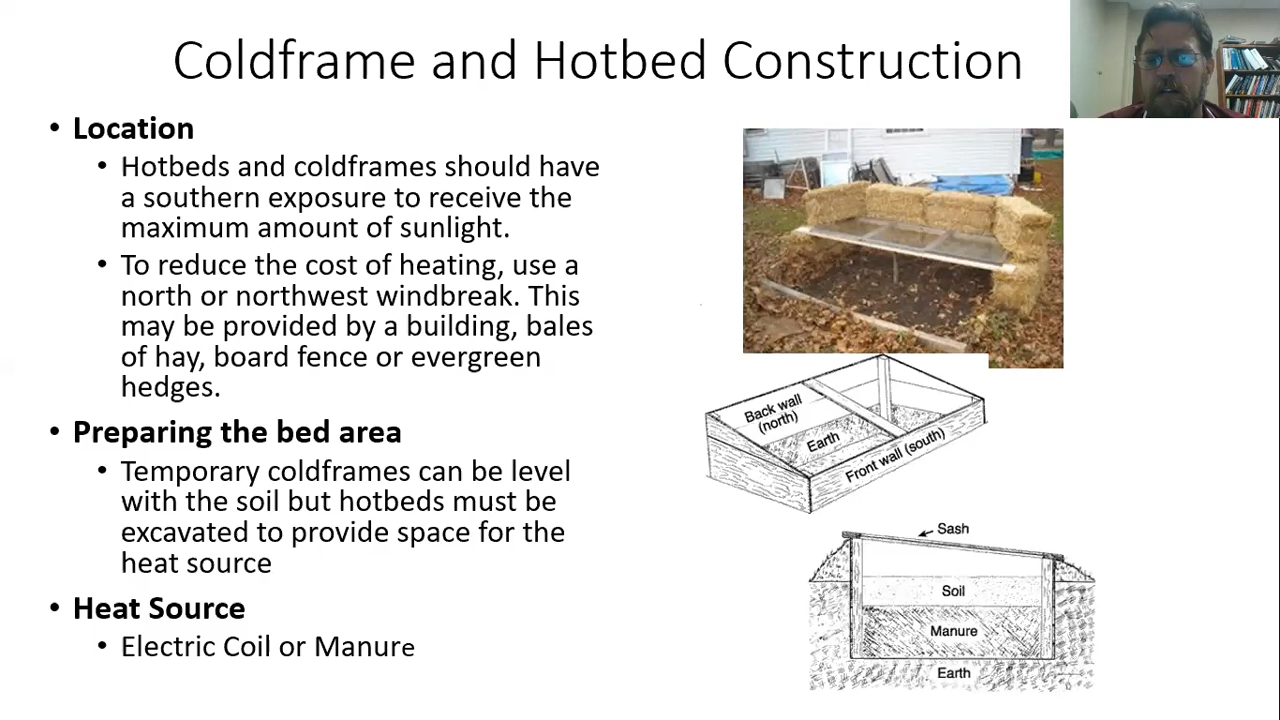 Coldframe and Hotbed Construction
• Location
• Hotbeds and coldframes should have
a southern exposure to receive the
maximum amount of sunlight.
• To reduce the cost of heating, use a
north or northwest windbreak. This
may be provided by a building, bales
of hay, board fence or evergreen
hedges.
• Preparing the bed area
• Temporary coldframes can be level
with the soil but hotbeds must be
excavated to provide space for the
heat source
• Heat Source
• Electric Coil or Manure
Back wall
(north)
Earth
Front wall (south)
Sash
Soil
Manure
Earth